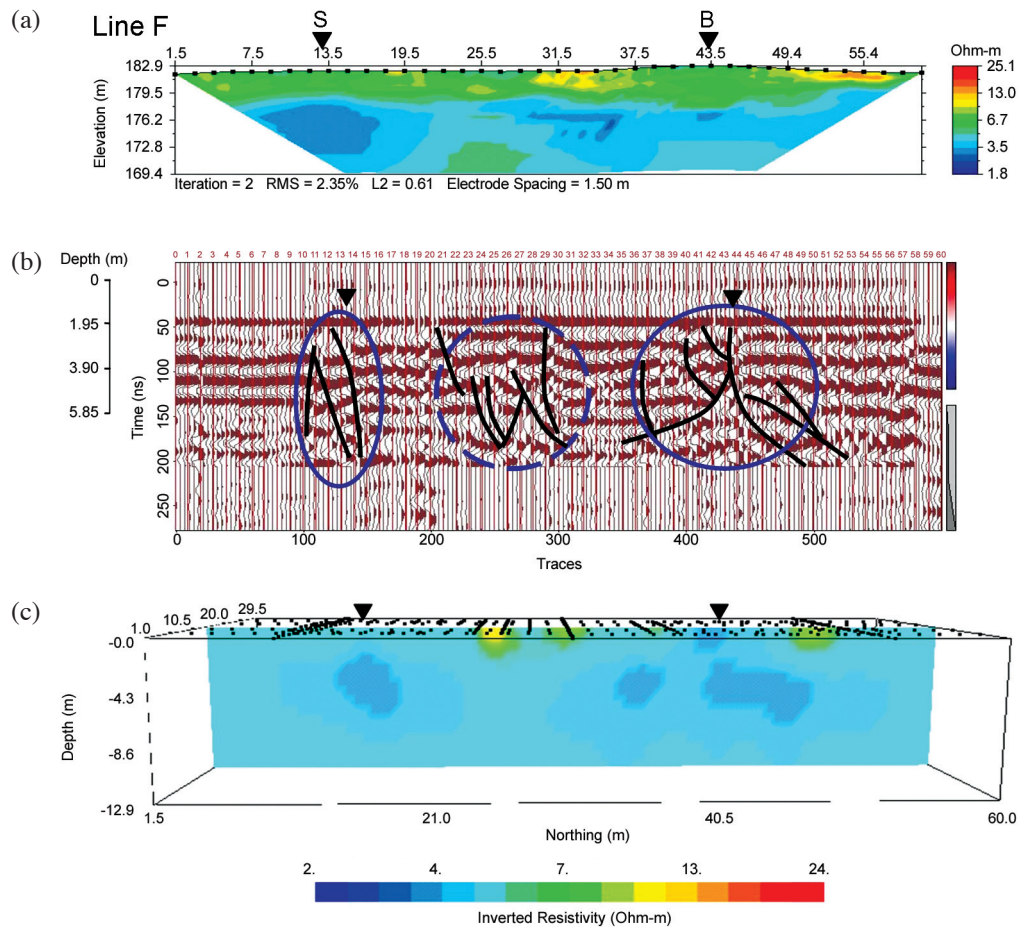 (a)
Line F
S
B
1.5 7.5 13.5 19.5 25.5 31.5 37.5 43.5 49.4 55.4
Ohm-m
182.9
179.5
176.2
172.8
169.4
Elevation (m)
25.1
13.0
6.7
3.5
1.8
Iteration = 2 RMS = 2.35% L2 = 0.61 Electrode Spacing = 1.50 m
(b)
Depth (m)
0 1 2 3 4 5 6 7 8 9 10 11 12 13 14 15 16 17 18 19 20 21 22 23 24 25 26 27 28 29 30 31 32 33 34 35 36 37 38 39 40 41 42 43 44 45 46 47 48 49 50 51 52 53 54 55 56 57 58 59 60
0
1.95
3.90
5.85
Time (ns)
0
50
100
150
200
250
0 100 200 300 400 500
Traces
(c)
1.0 10.5 20.0 29.5
-0.0
-4.3
-8.6
-12.9
Depth (m)
1.5 21.0 40.5 60.0
Northing (m)
2. 4. 7. 13. 24.
Inverted Resistivity (Ohm-m)